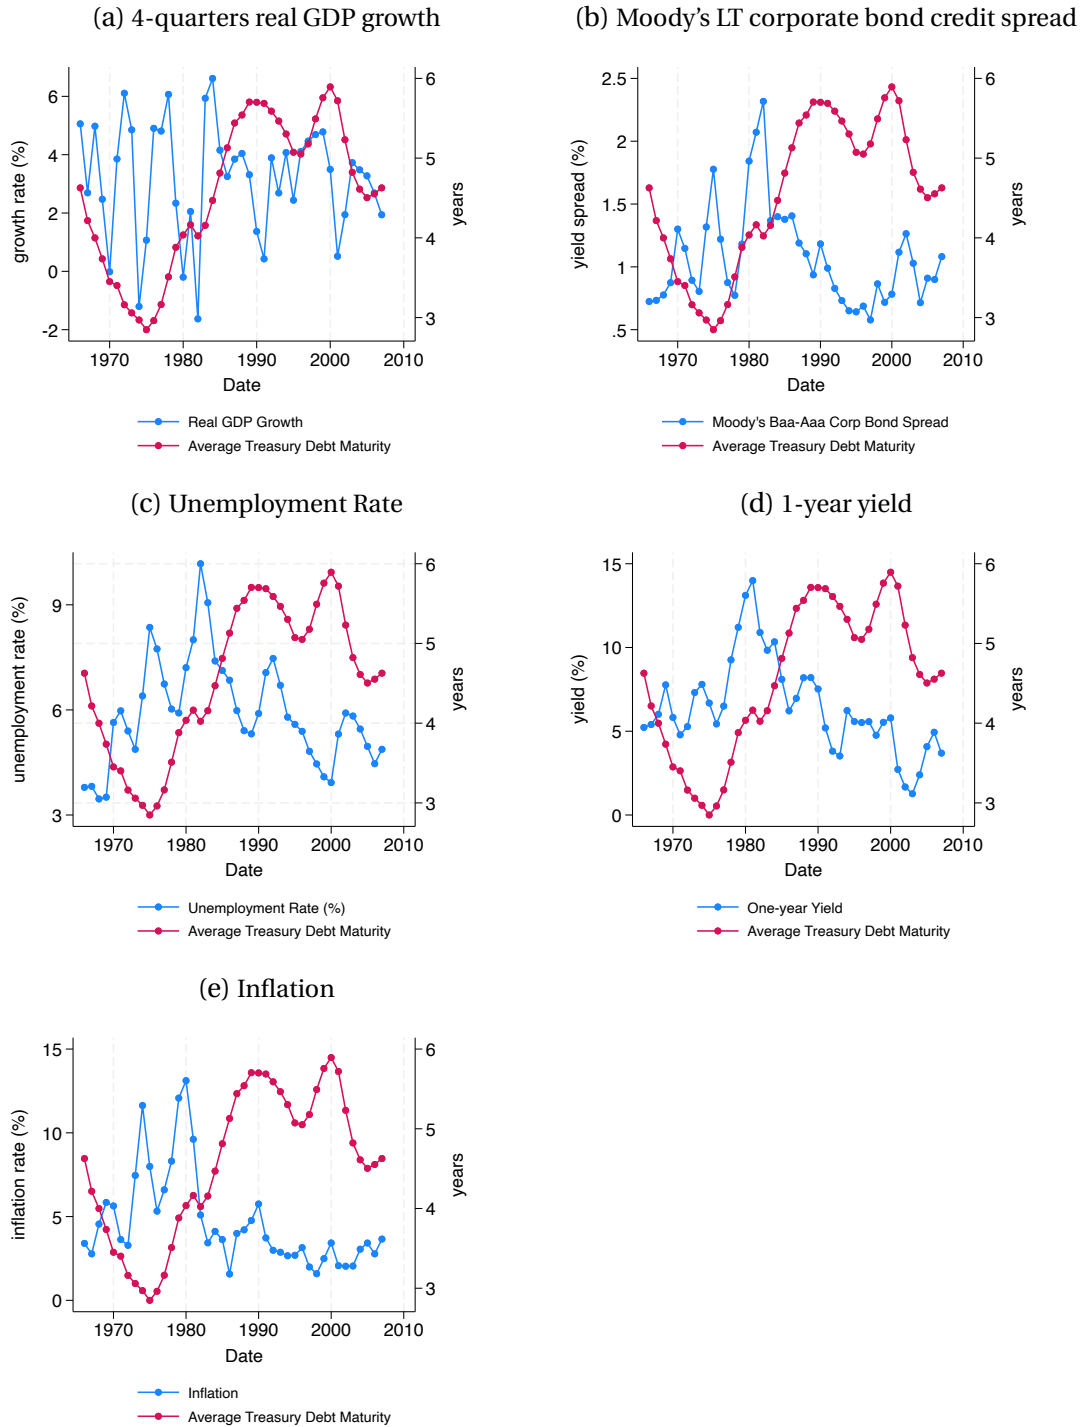 (a) 4-quarters real GDP growth
growth rate (%)
6
4
2
0
-2
6
5
4
3
years
1970 1980 1990 2000 2010
Date
Real GDP Growth
Average Treasury Debt Maturity
(b) Moody’s LT corporate bond credit spread
yield spread (%)
2.5
2
1.5
1
.5
6
5
4
3
years
1970 1980 1990 2000 2010
Date
Moody's Baa-Aaa Corp Bond Spread
Average Treasury Debt Maturity
(c) Unemployment Rate
unemployment rate (%)
9
6
3
6
5
4
3
years
1970 1980 1990 2000 2010
Date
Unemployment Rate (%)
Average Treasury Debt Maturity
(d) 1-year yield
yield (%)
15
10
5
0
6
5
4
3
years
1970 1980 1990 2000 2010
Date
One-year Yield
Average Treasury Debt Maturity
(e) Inflation
inflation rate (%)
15
10
5
0
6
5
4
3
years
1970 1980 1990 2000 2010
Date
Inflation
Average Treasury Debt Maturity